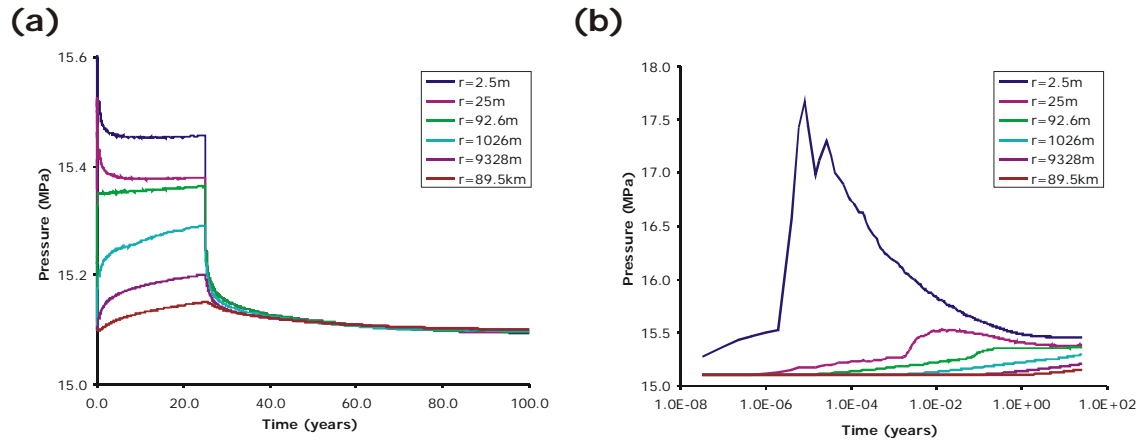 (a)
15.6
15.4
15.2
15.0
Pressure (MPa)
0.0 20.0 40.0 60.0 80.0 100.0
Time (years)
r=2.5m
r=25m
r=92.6m
r=1026m
r=9328m
r=89.5km
(b)
18.0
17.5
17.0
16.5
16.0
15.5
15.0
Pressure (MPa)
1.0E-08 1.0E-06 1.0E-04 1.0E-02 1.0E+00 1.0E+02
Time (years)
r=2.5m
r=25m
r=92.6m
r=1026m
r=9328m
r=89.5km